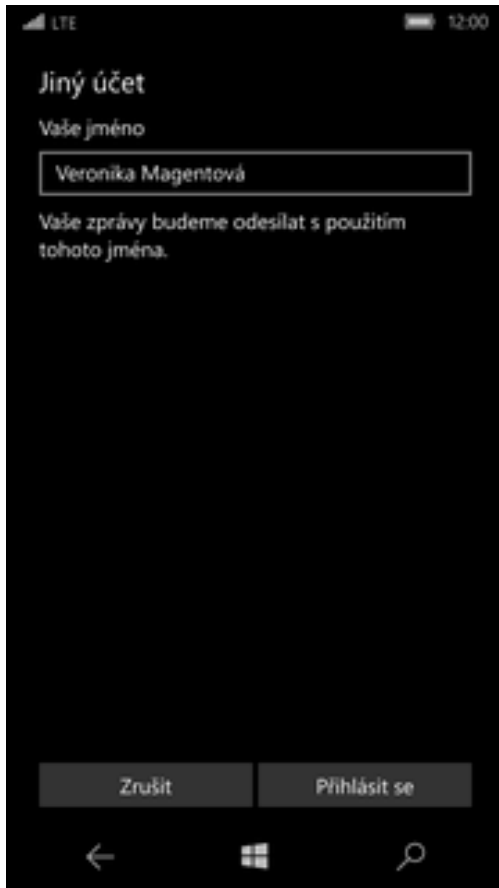 LTE 12:00
Jiný účet
Vaše jméno
Veronika Magentová
Vaše zprávy budeme odesílat s použitím
tohoto jména.
Zrušit Přihlásit se